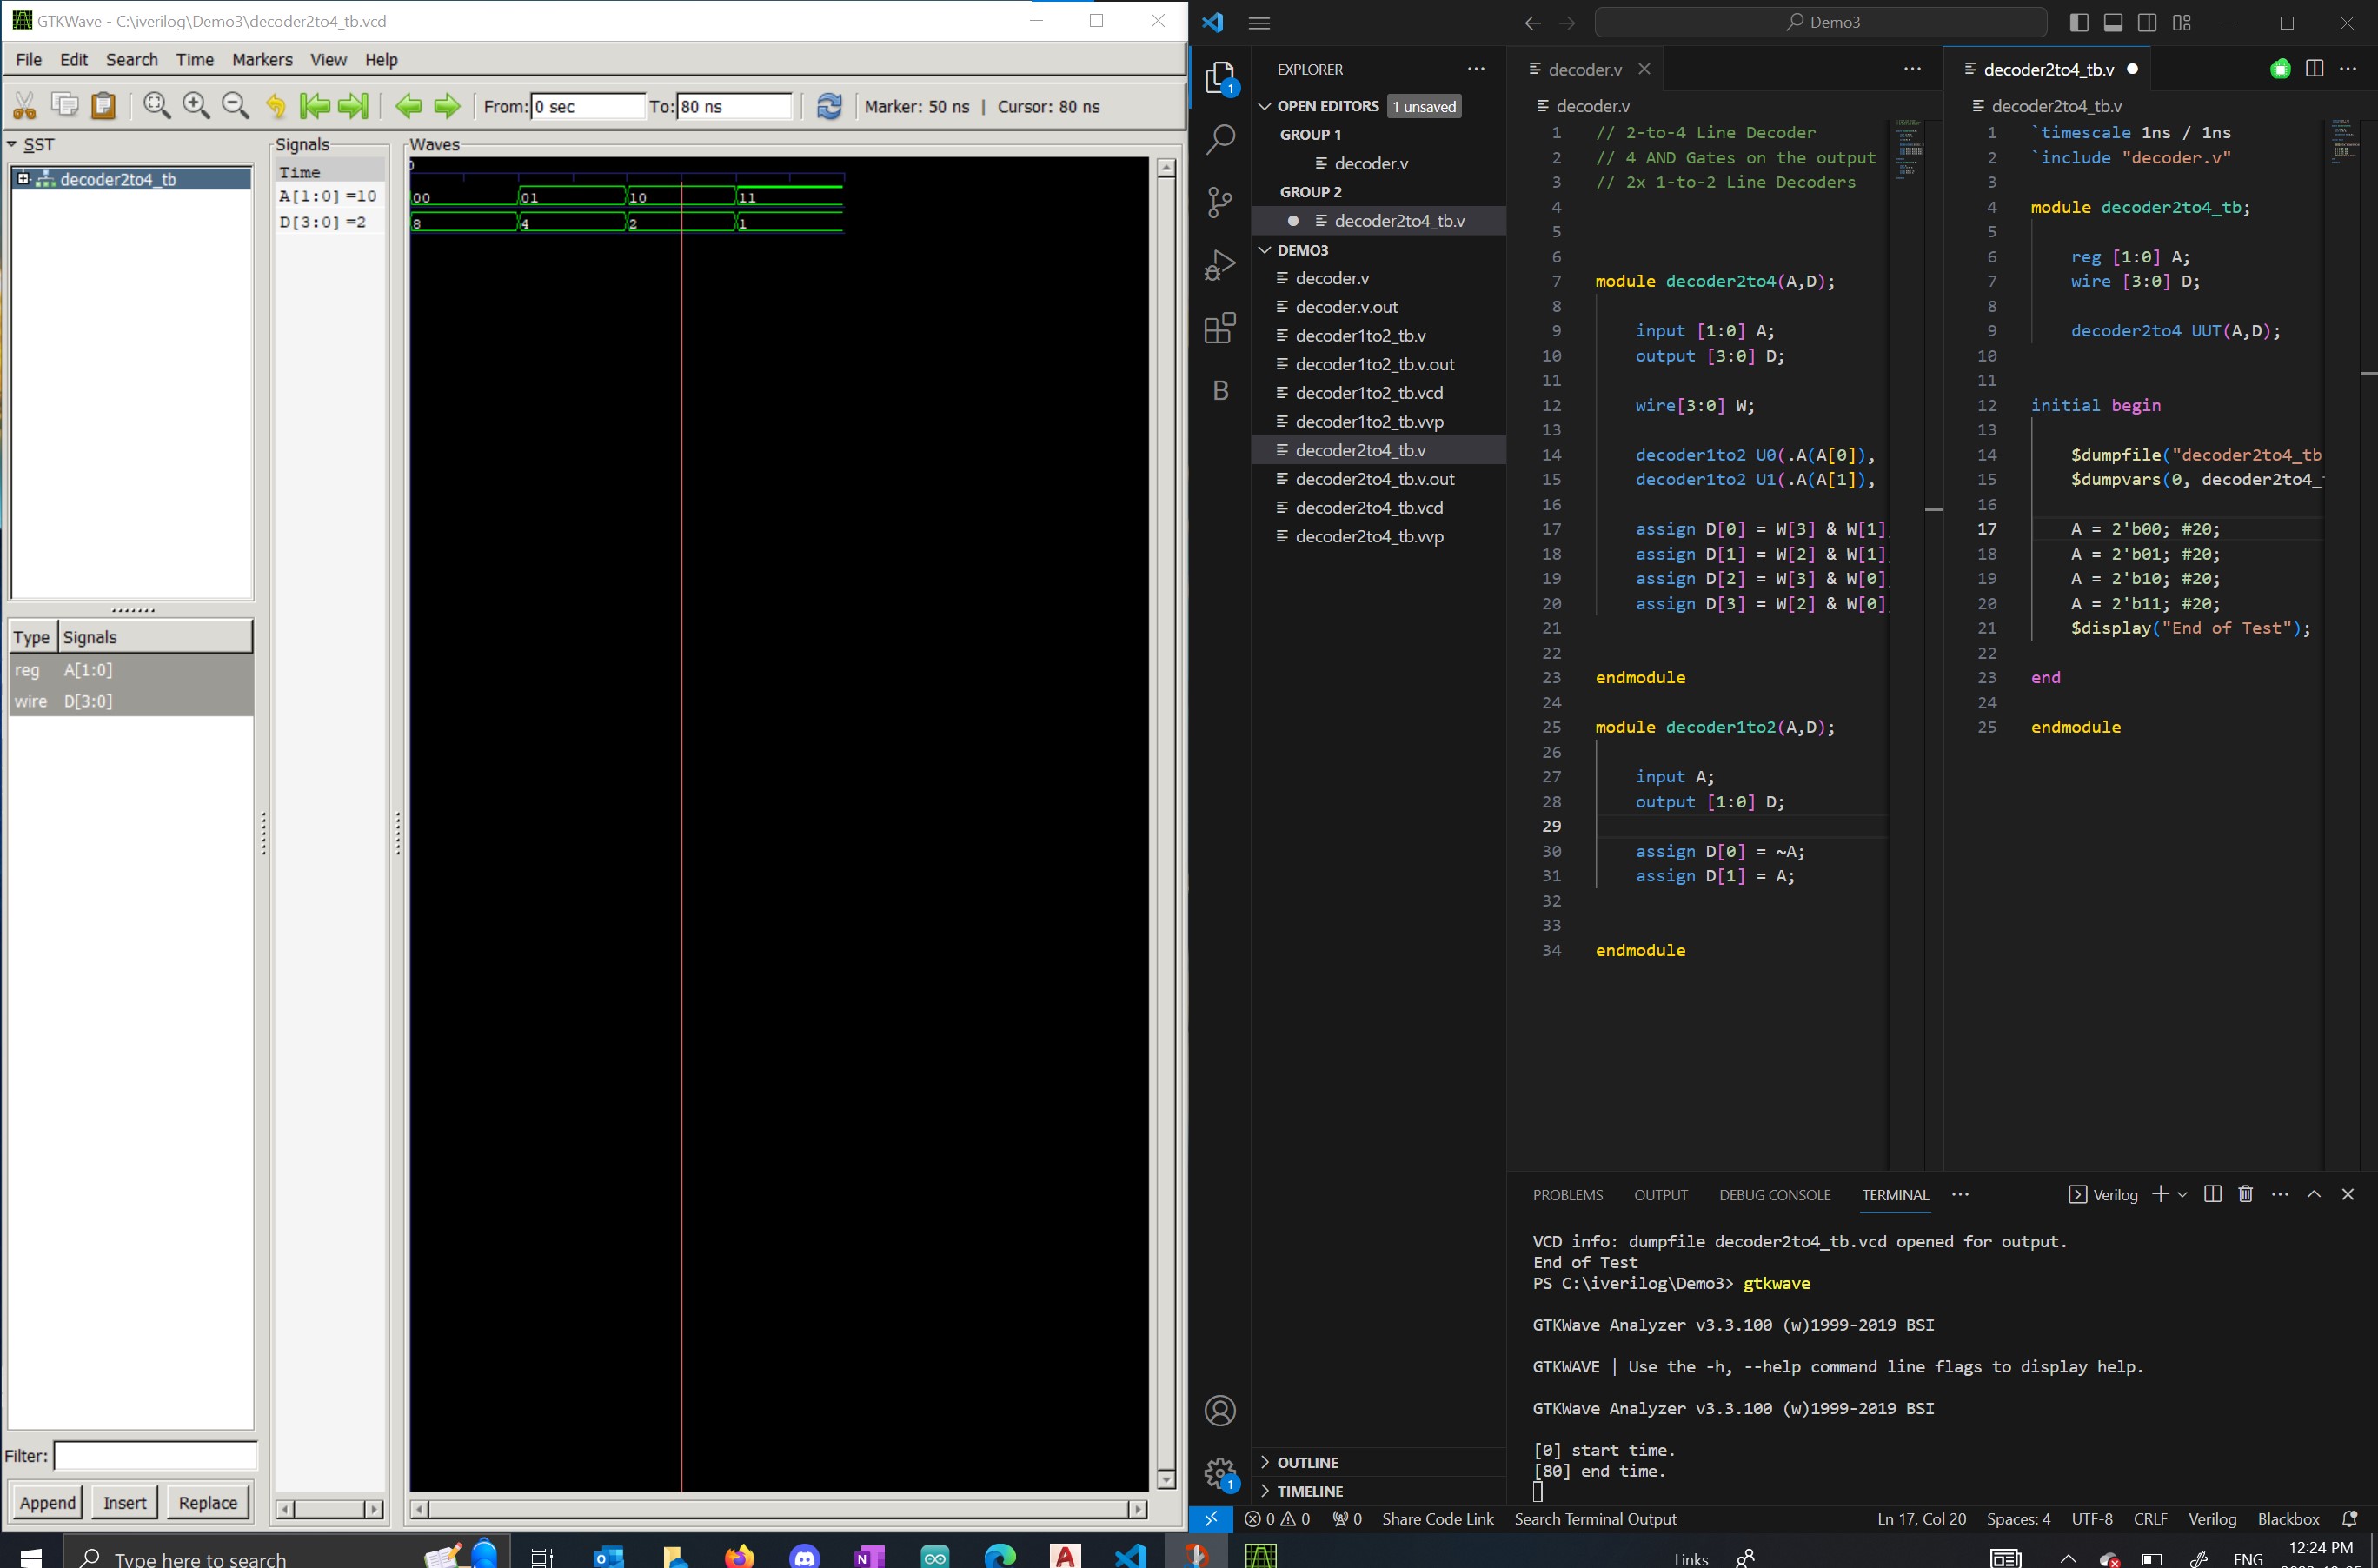 GTKWave - C:\iverilog\Demo3\decoder2to4_tb.vcd
File Edit Search Time Markers View Help
From: 0 sec To: 80 ns Marker: 50 ns | Cursor: 80 ns
SST
decoder2to4_tb
Type Signals
reg A[1:0]
wire D[3:0]
Filter:
Append Insert Replace
Signals
Time
A[1:0] =10
D[3:0] =2
Waves
0
00 01 10 11
8 4 2 1
Demo3
EXPLORER
OPEN EDITORS 1 unsaved
GROUP 1
decoder.v
GROUP 2
decoder2to4_tb.v
DEMO3
decoder.v
decoder.v.out
decoder1to2_tb.v
decoder1to2_tb.v.out
decoder1to2_tb.vcd
decoder1to2_tb.vvp
decoder2to4_tb.v
decoder2to4_tb.v.out
decoder2to4_tb.vcd
decoder2to4_tb.vvp
OUTLINE
TIMELINE
1
B
1
decoder.v
decoder.v
1 // 2-to-4 Line Decoder
2 // 4 AND Gates on the output
3 // 2x 1-to-2 Line Decoders
4
5
6
7 module decoder2to4(A,D);
8
9 input [1:0] A;
10 output [3:0] D;
11
12 wire[3:0] W;
13
14 decoder1to2 U0(.A(A[0]),
15 decoder1to2 U1(.A(A[1]),
16
17 assign D[0] = W[3] & W[1]
18 assign D[1] = W[2] & W[1]
19 assign D[2] = W[3] & W[0]
20 assign D[3] = W[2] & W[0]
21
22
23 endmodule
24
25 module decoder1to2(A,D);
26
27 input A;
28 output [1:0] D;
29
30 assign D[0] = ~A;
31 assign D[1] = A;
32
33
34 endmodule
decoder2to4_tb.v
decoder2to4_tb.v
1 `timescale 1ns / 1ns
2 `include "decoder.v"
3
4 module decoder2to4_tb;
5
6 reg [1:0] A;
7 wire [3:0] D;
8
9 decoder2to4 UUT(A,D);
10
11
12 initial begin
13
14 $dumpfile("decoder2to4_tb
15 $dumpvars(0, decoder2to4_
16
17 A = 2'b00; #20;
18 A = 2'b01; #20;
19 A = 2'b10; #20;
20 A = 2'b11; #20;
21 $display("End of Test");
22
23 end
24
25 endmodule
PROBLEMS OUTPUT DEBUG CONSOLE TERMINAL Verilog
VCD info: dumpfile decoder2to4_tb.vcd opened for output.
End of Test
PS C:\iverilog\Demo3> gtkwave
GTKWave Analyzer v3.3.100 (w)1999-2019 BSI
GTKWAVE | Use the -h, --help command line flags to display help.
GTKWave Analyzer v3.3.100 (w)1999-2019 BSI
[0] start time.
[80] end time.
0 0 0 Share Code Link Search Terminal Output Ln 17, Col 20 Spaces: 4 UTF-8 CRLF Verilog Blackbox
Type here to search Links ENG 12:24 PM